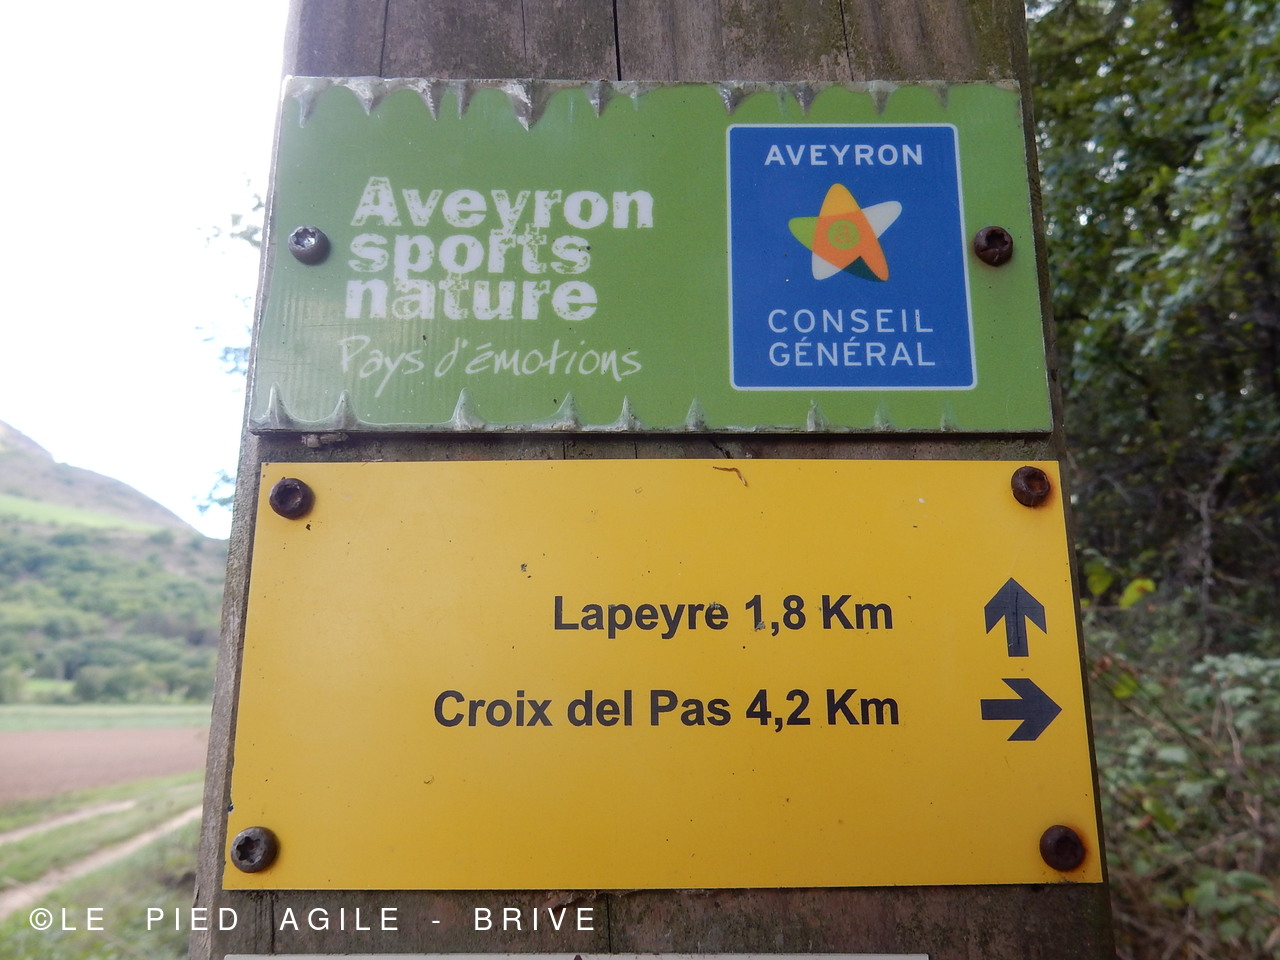 Aveyron
sports
nature
Pays d'émotions
AVEYRON
a
CONSEIL
GÉNÉRAL
Lapeyre 1,8 Km
Croix del Pas 4,2 Km
©LE PIED AGILE - BRIVE